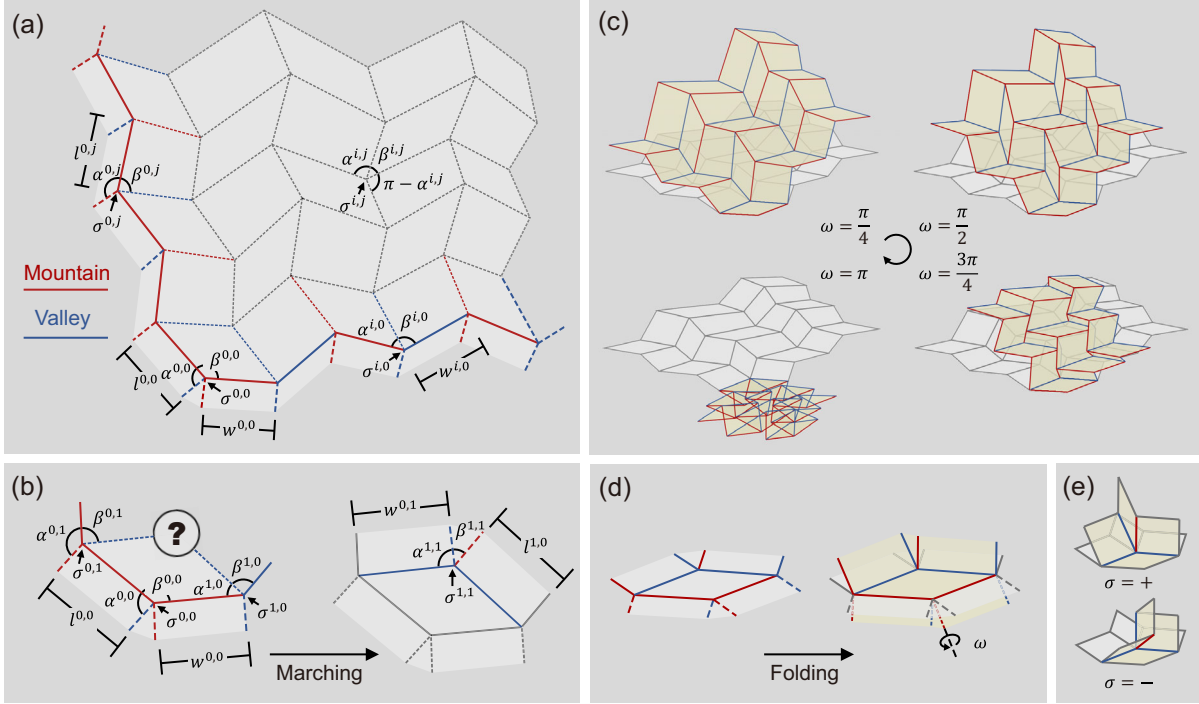 (a)
l^{0,j}
α^{0,j}
β^{0,j}
σ^{0,j}
α^{i,j}
β^{i,j}
π − α^{i,j}
σ^{i,j}
Mountain
Valley
l^{0,0}
α^{0,0}
β^{0,0}
σ^{0,0}
w^{0,0}
α^{i,0}
β^{i,0}
σ^{i,0}
w^{i,0}
(b)
α^{0,1}
β^{0,1}
?
σ^{0,1}
α^{0,0}
β^{0,0}
α^{1,0}
β^{1,0}
σ^{0,0}
σ^{1,0}
l^{0,0}
w^{0,0}
Marching
w^{0,1}
β^{1,1}
α^{1,1}
l^{1,0}
σ^{1,1}
(c)
ω = π/4
ω = π/2
ω = π
ω = 3π/4
(d)
Folding
ω
(e)
σ = +
σ = −